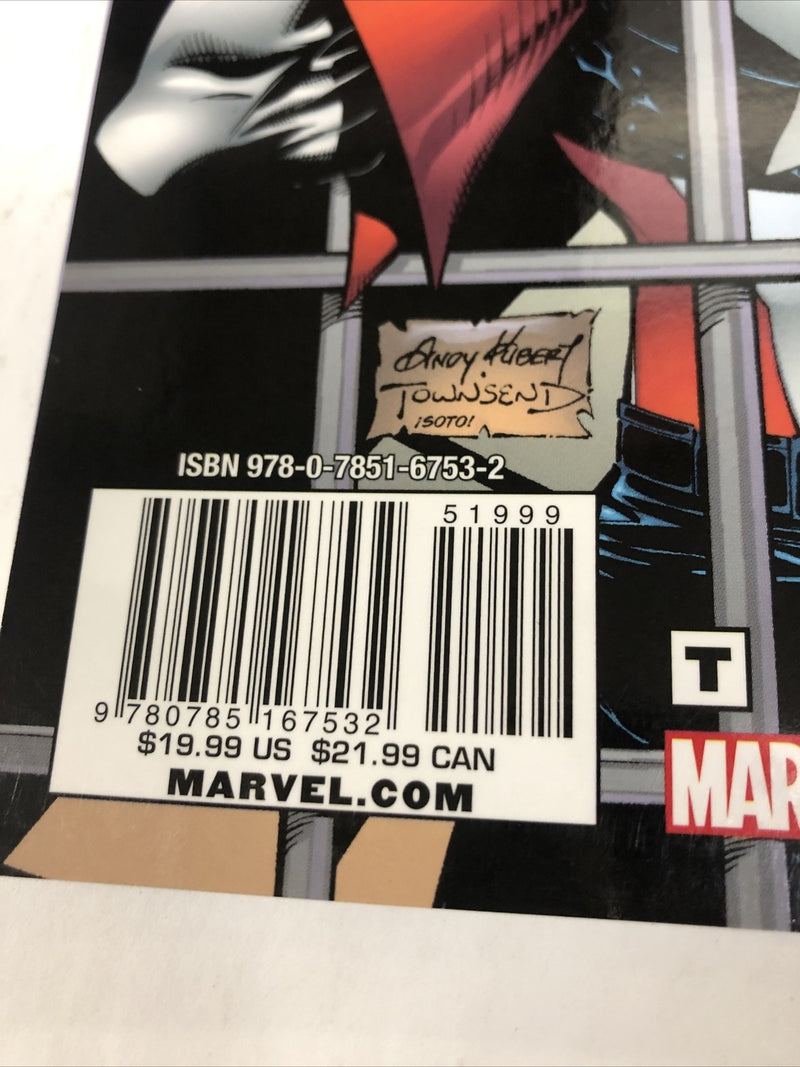 Andy Kubert
TOWNSEND
¡SOTO!
ISBN 978-0-7851-6753-2
51999
9 780785 167532
$19.99 US $21.99 CAN
MARVEL.COM
T
MAR